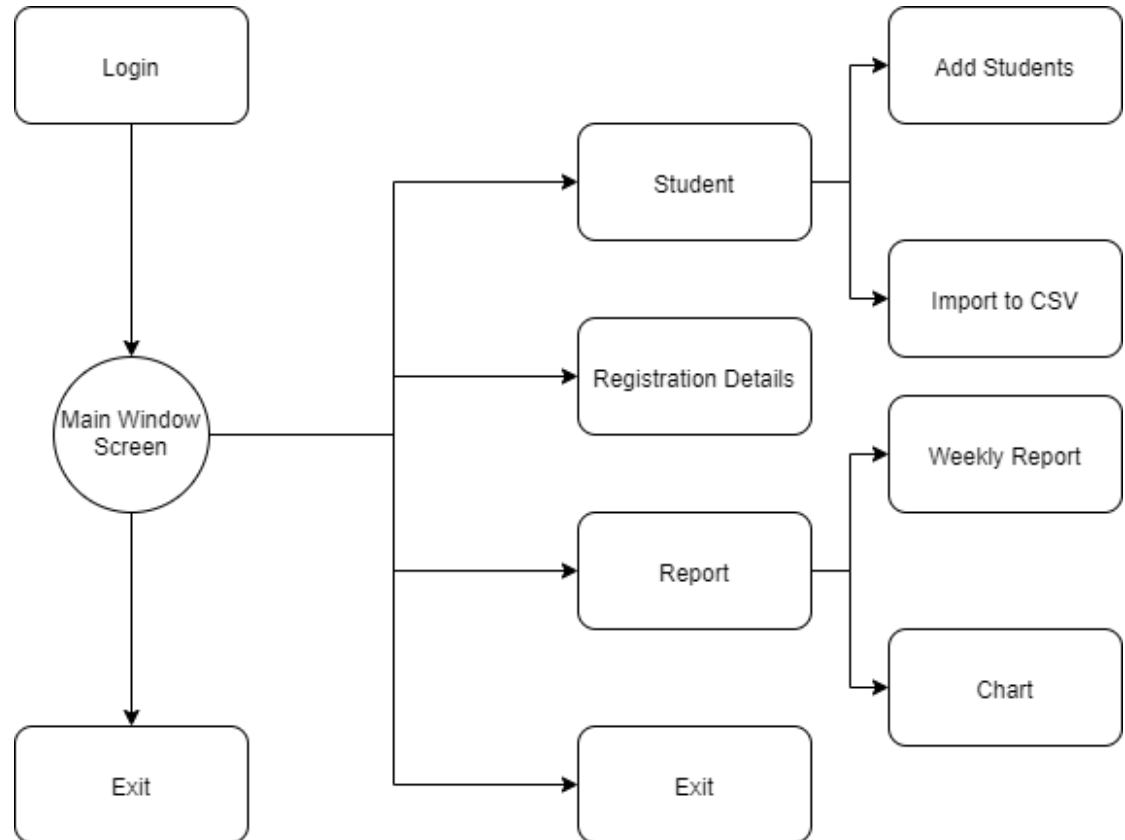 Login
Add Students
Student
Import to CSV
Registration Details
Main Window
Screen
Weekly Report
Report
Chart
Exit
Exit